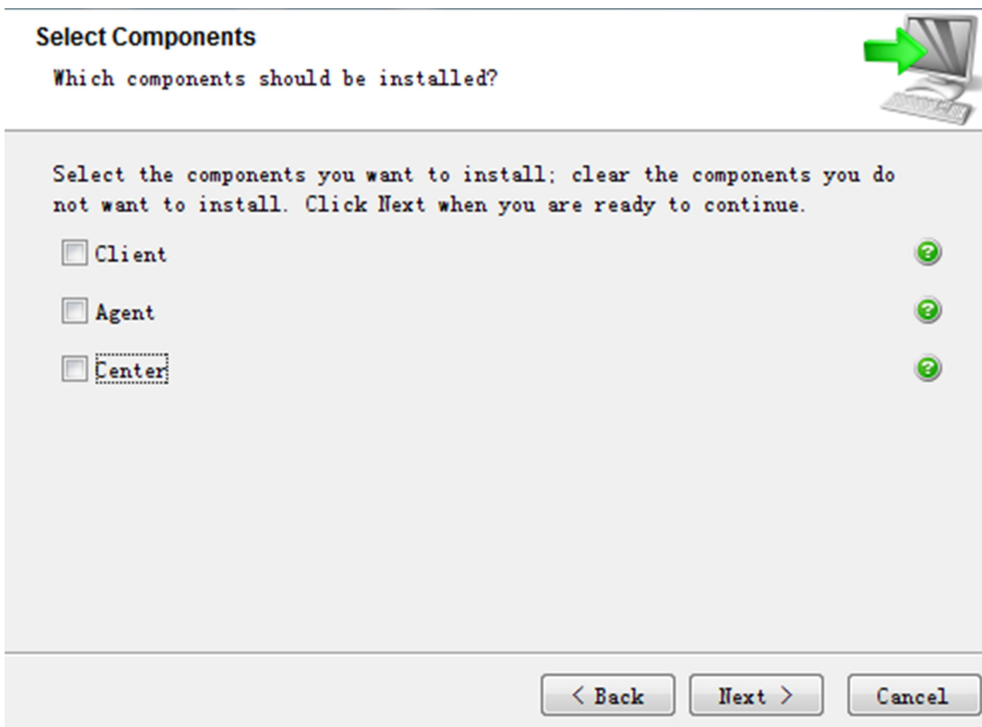 Select Components
Which components should be installed?
Select the components you want to install; clear the components you do
not want to install. Click Next when you are ready to continue.
Client
?
Agent
?
Center
?
< Back
Next >
Cancel